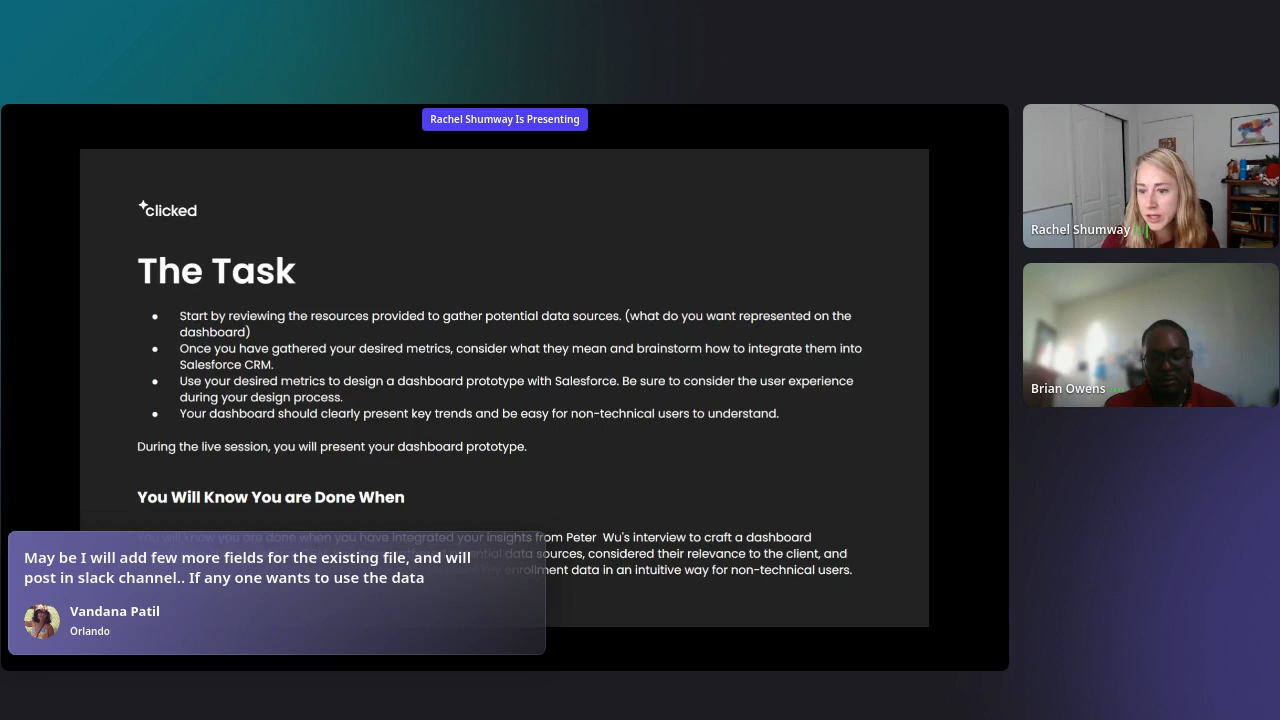 Rachel Shumway Is Presenting
clicked
The Task
● Start by reviewing the resources provided to gather potential data sources. (what do you want represented on the
dashboard)
● Once you have gathered your desired metrics, consider what they mean and brainstorm how to integrate them into
Salesforce CRM.
● Use your desired metrics to design a dashboard prototype with Salesforce. Be sure to consider the user experience
during your design process.
● Your dashboard should clearly present key trends and be easy for non-technical users to understand.
During the live session, you will present your dashboard prototype.
You Will Know You are Done When
You will know you are done when you have integrated your insights from Peter Wu's interview to craft a dashboard
potential data sources, considered their relevance to the client, and
key enrollment data in an intuitive way for non-technical users.
May be I will add few more fields for the existing file, and will
post in slack channel.. If any one wants to use the data
Vandana Patil
Orlando
Rachel Shumway
Brian Owens